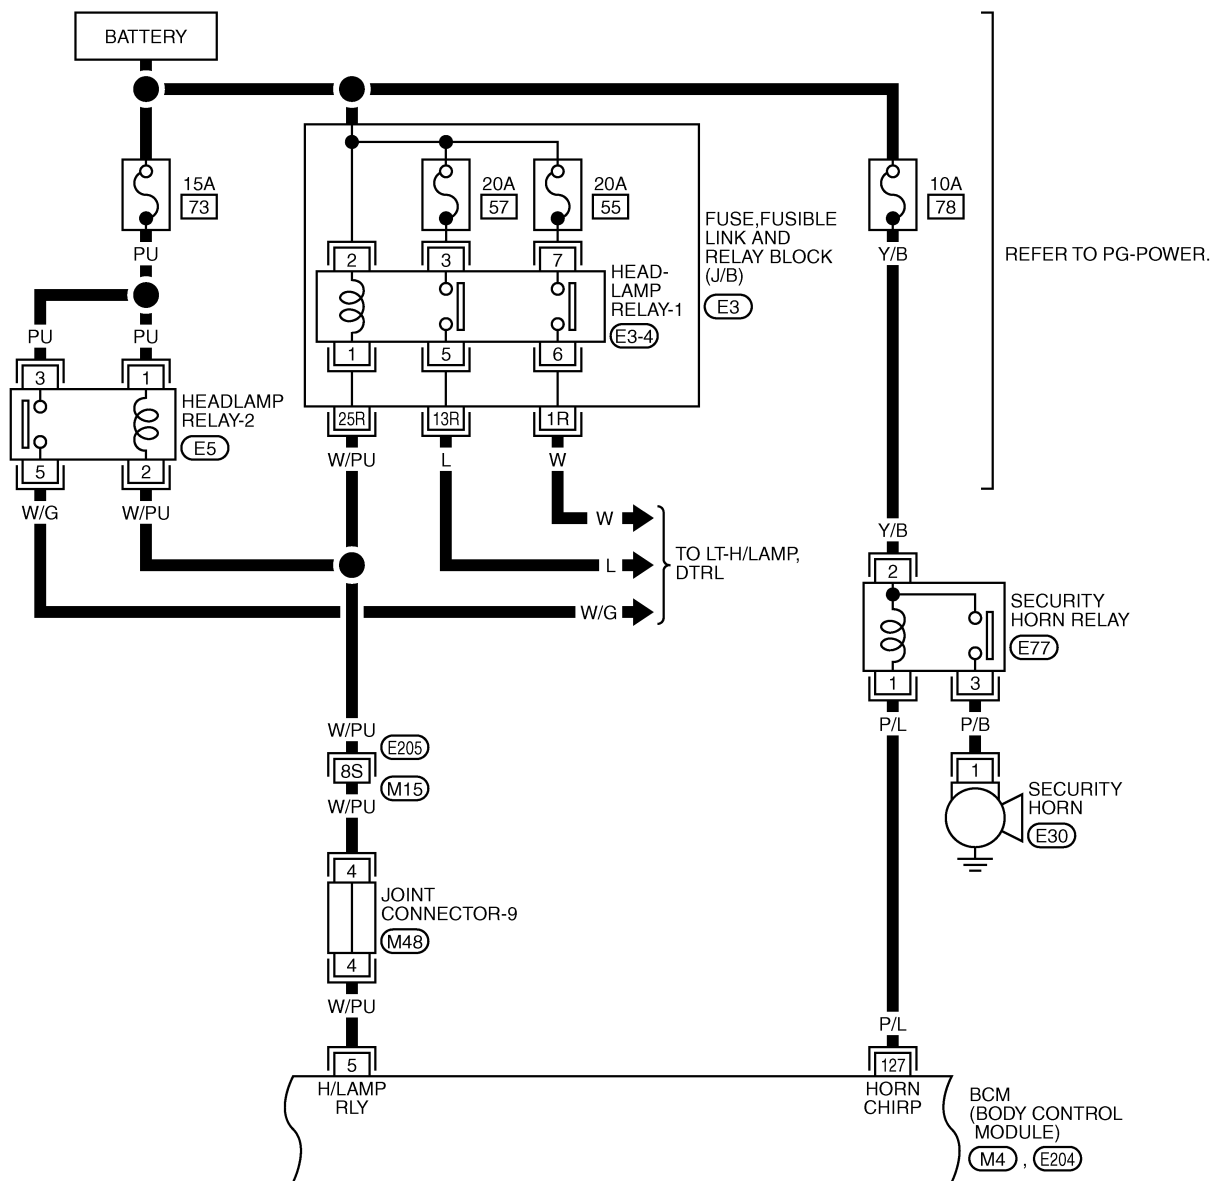 BATTERY
15A
73
20A
57
20A
55
10A
78
PU
Y/B
FUSE,FUSIBLE
LINK AND
RELAY BLOCK
(J/B)
E3
REFER TO PG-POWER.
2
3
7
HEAD-
LAMP
RELAY-1
E3-4
PU
PU
1
5
6
3
1
HEADLAMP
RELAY-2
E5
25R
13R
1R
5
2
W/PU
L
W
W/G
W/PU
W
L
W/G
TO LT-H/LAMP,
DTRL
Y/B
2
SECURITY
HORN RELAY
E77
1
3
P/L
P/B
W/PU
E205
8S
M15
W/PU
1
SECURITY
HORN
E30
4
JOINT
CONNECTOR-9
M48
4
W/PU
P/L
5
127
H/LAMP
RLY
HORN
CHIRP
BCM
(BODY CONTROL
MODULE)
M4 , E204